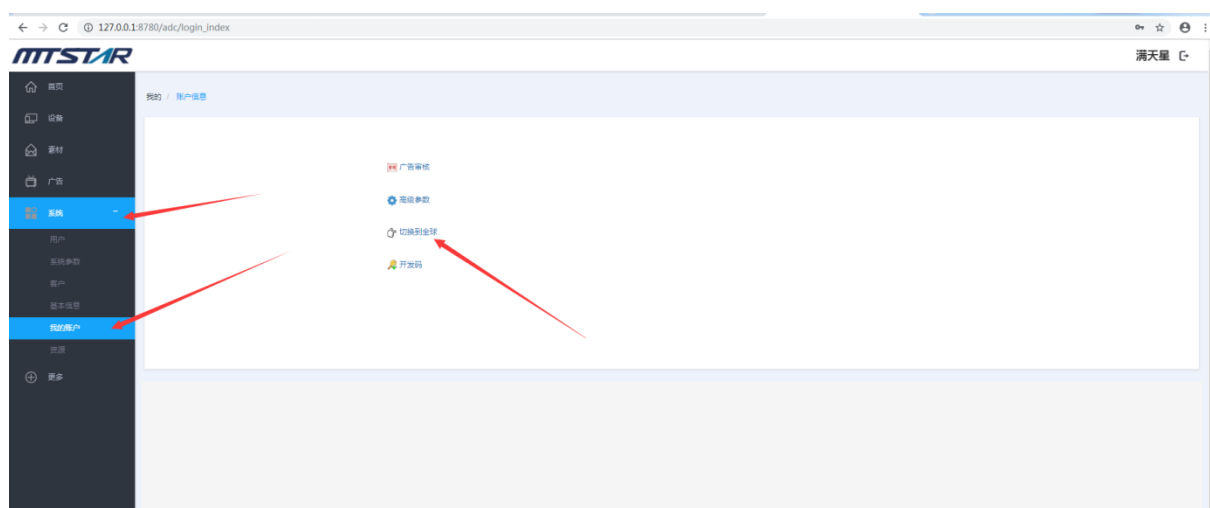 127.0.0.1:8780/adc/login_index
MTSTAR
满天星
首页
我的 / 账户信息
设备
素材
广告
系统
用户
系统参数
客户
基本信息
我的账户
资源
更多
广告审核
高级参数
切换到全球
开发码